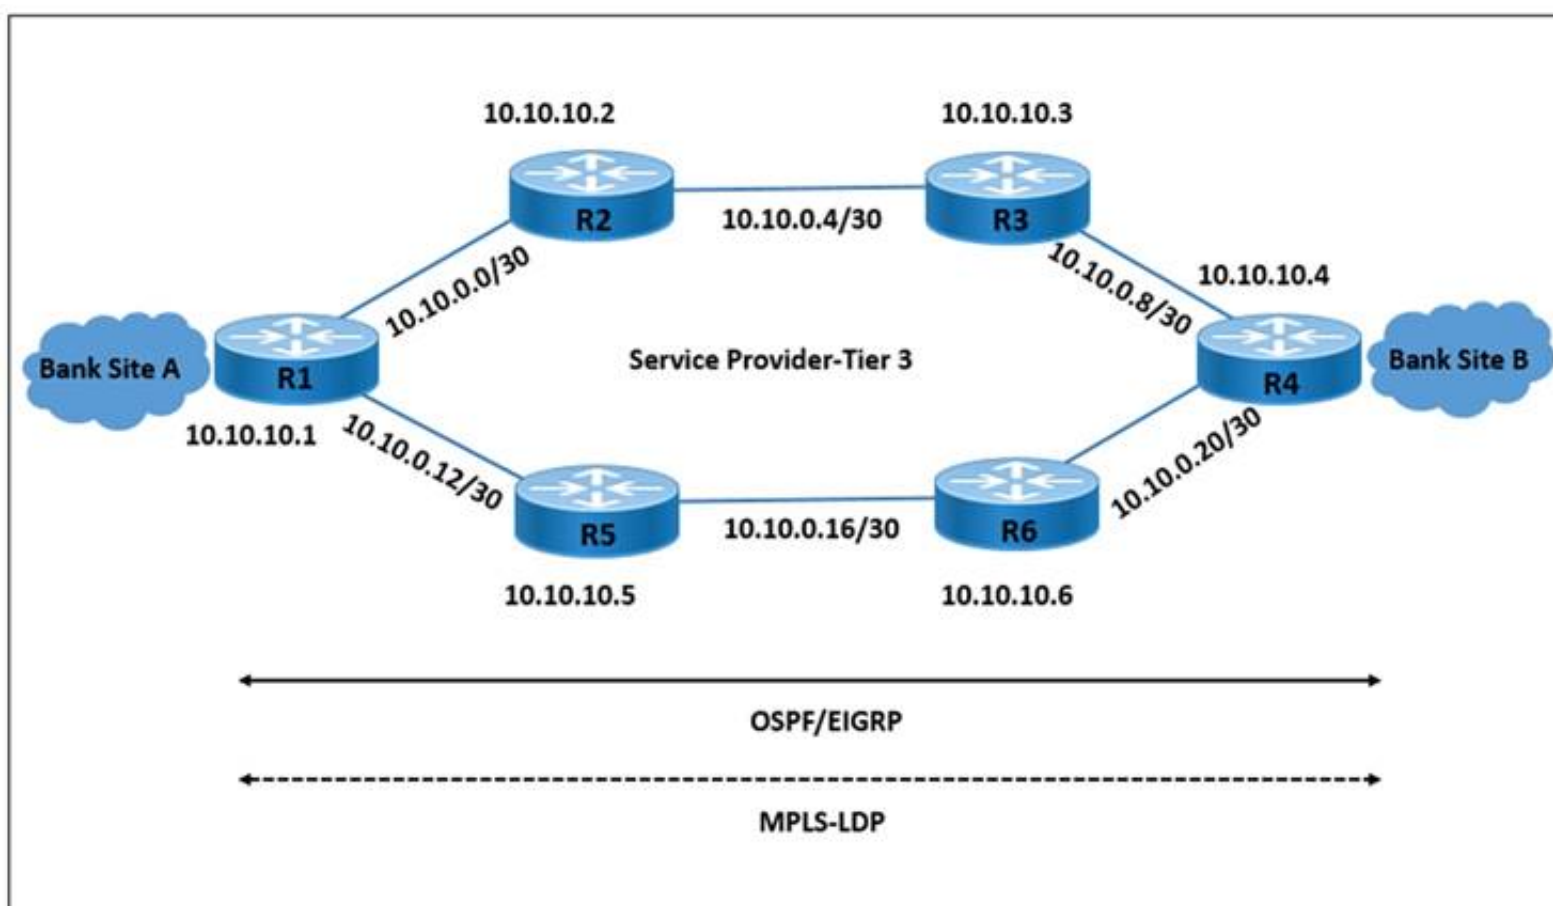 10.10.10.2
10.10.10.3
R2
10.10.0.4/30
R3
10.10.0.0/30
10.10.0.8/30
10.10.10.4
Bank Site A
R1
Service Provider-Tier 3
R4
Bank Site B
10.10.10.1
10.10.0.12/30
10.10.0.20/30
R5
10.10.0.16/30
R6
10.10.10.5
10.10.10.6
OSPF/EIGRP
MPLS-LDP